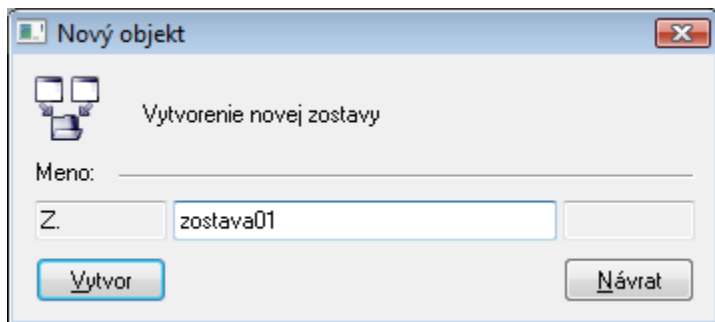 Nový objekt
Vytvorenie novej zostavy
Meno:
Z. zostava01
Vytvor Návrat